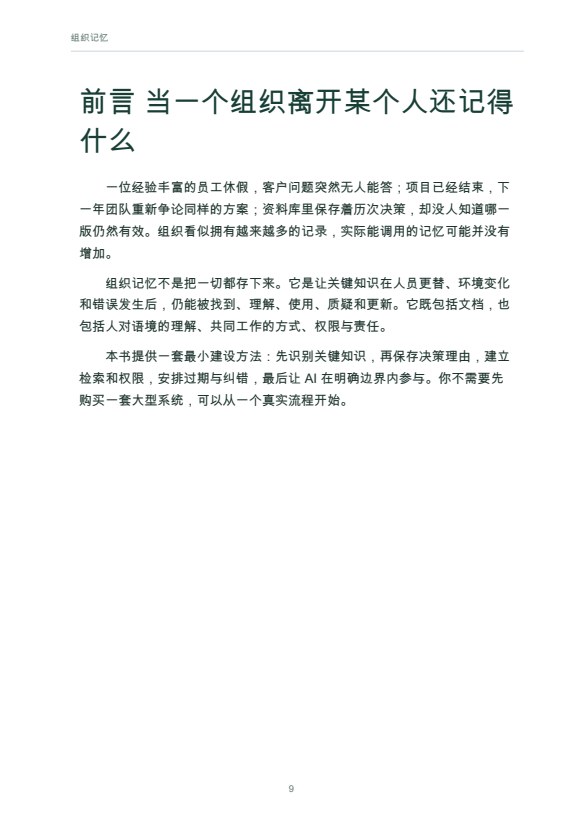 组织记忆
前言 当一个组织离开某个人还记得
什么
一位经验丰富的员工休假，客户问题突然无人能答；项目已经结束，下
一年团队重新争论同样的方案；资料库里保存着历次决策，却没人知道哪一
版仍然有效。组织看似拥有越来越多的记录，实际能调用的记忆可能并没有
增加。
组织记忆不是把一切都存下来。它是让关键知识在人员更替、环境变化
和错误发生后，仍能被找到、理解、使用、质疑和更新。它既包括文档，也
包括人对语境的理解、共同工作的方式、权限与责任。
本书提供一套最小建设方法：先识别关键知识，再保存决策理由，建立
检索和权限，安排过期与纠错，最后让 AI 在明确边界内参与。你不需要先
购买一套大型系统，可以从一个真实流程开始。
9